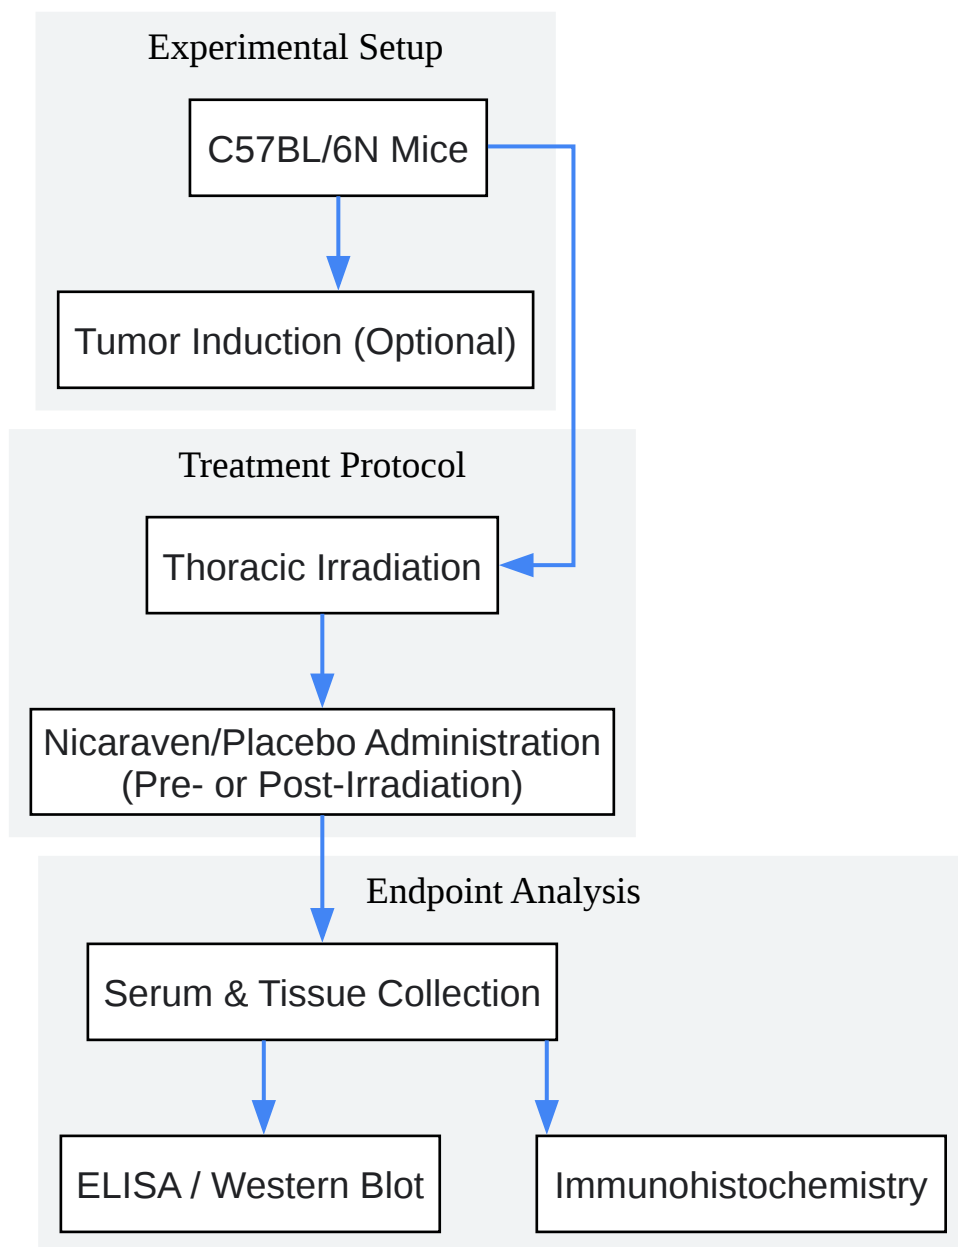 Experimental Setup
C57BL/6N Mice
Tumor Induction (Optional)
Treatment Protocol
Thoracic Irradiation
Nicaraven/Placebo Administration
(Pre- or Post-Irradiation)
Endpoint Analysis
Serum & Tissue Collection
ELISA / Western Blot
Immunohistochemistry